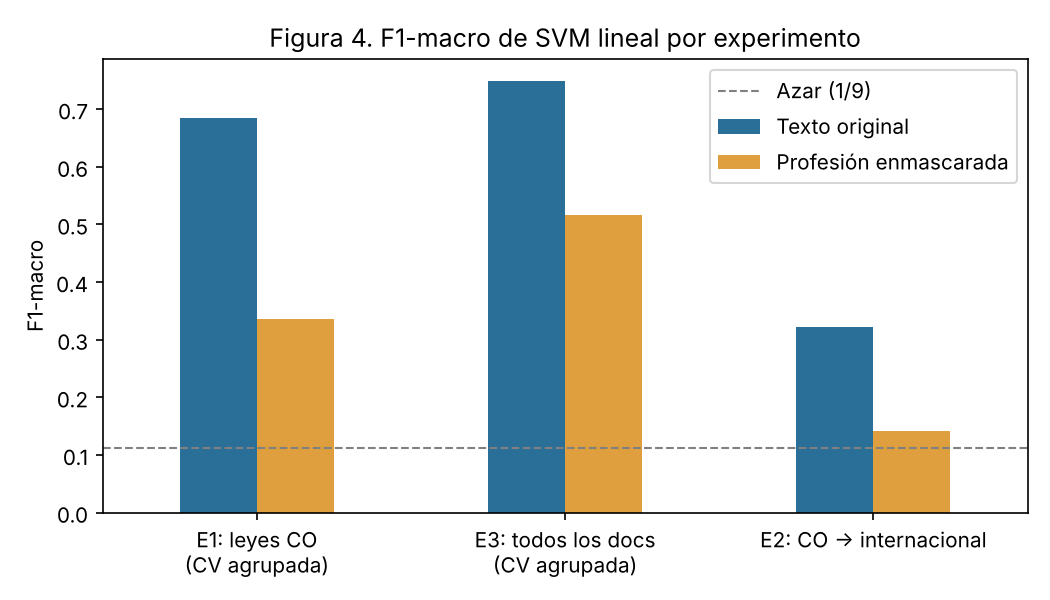 Figura 4. F1-macro de SVM lineal por experimento
Azar (1/9)
Texto original
Profesión enmascarada
F1-macro
0.7
0.6
0.5
0.4
0.3
0.2
0.1
0.0
E1: leyes CO
(CV agrupada)
E3: todos los docs
(CV agrupada)
E2: CO → internacional